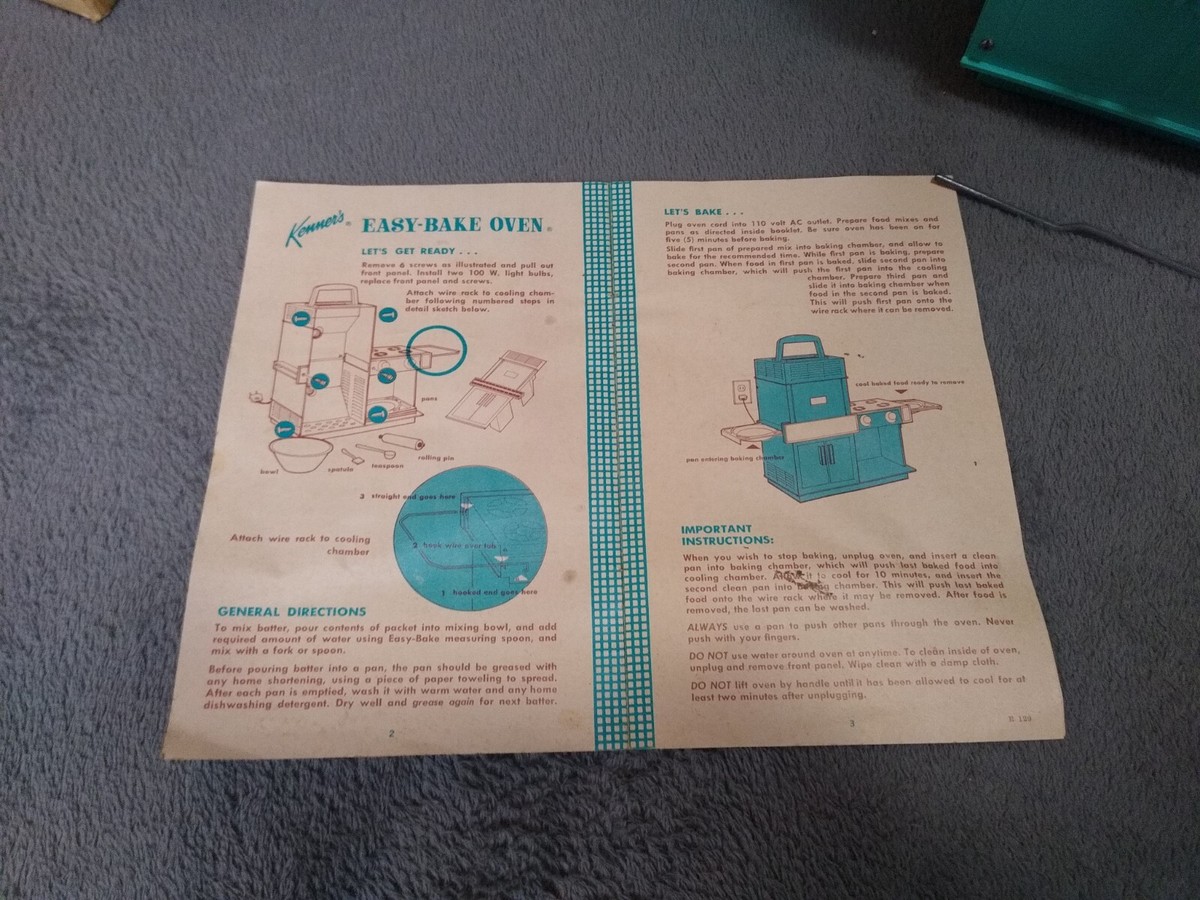 Kenner's® EASY-BAKE OVEN®
LET'S GET READY . . .
Remove 6 screws as illustrated and pull out
front panel. Install two 100 W. light bulbs,
replace front panel and screws.
Attach wire rack to cooling cham-
ber following numbered steps in
detail sketch below.
pans
rolling pin
teaspoon
spatula
bowl
3 straight end goes here
2 hook wire over tab
Attach wire rack to cooling
chamber
1 hooked end goes here
GENERAL DIRECTIONS
To mix batter, pour contents of packet into mixing bowl, and add
required amount of water using Easy-Bake measuring spoon, and
mix with a fork or spoon.
Before pouring batter into a pan, the pan should be greased with
any home shortening, using a piece of paper toweling to spread.
After each pan is emptied, wash it with warm water and any home
dishwashing detergent. Dry well and grease again for next batter.
2
LET'S BAKE . . .
Plug oven cord into 110 volt AC outlet. Prepare food mixes and
pans as directed inside booklet. Be sure oven has been on for
five (5) minutes before baking.
Slide first pan of prepared mix into baking chamber, and allow to
bake for the recommended time. While first pan is baking, prepare
second pan. When food in first pan is baked, slide second pan into
baking chamber, which will push the first pan into the cooling
chamber. Prepare third pan and
slide it into baking chamber when
food in the second pan is baked.
This will push first pan onto the
wire rack where it can be removed.
cool baked food ready to remove
pan entering baking chamber
IMPORTANT
INSTRUCTIONS:
When you wish to stop baking, unplug oven, and insert a clean
pan into baking chamber, which will push last baked food into
cooling chamber. Allow it to cool for 10 minutes, and insert the
second clean pan into baking chamber. This will push last baked
food onto the wire rack where it may be removed. After food is
removed, the last pan can be washed.
ALWAYS use a pan to push other pans through the oven. Never
push with your fingers.
DO NOT use water around oven at anytime. To clean inside of oven,
unplug and remove front panel. Wipe clean with a damp cloth.
DO NOT lift oven by handle until it has been allowed to cool for at
least two minutes after unplugging.
3